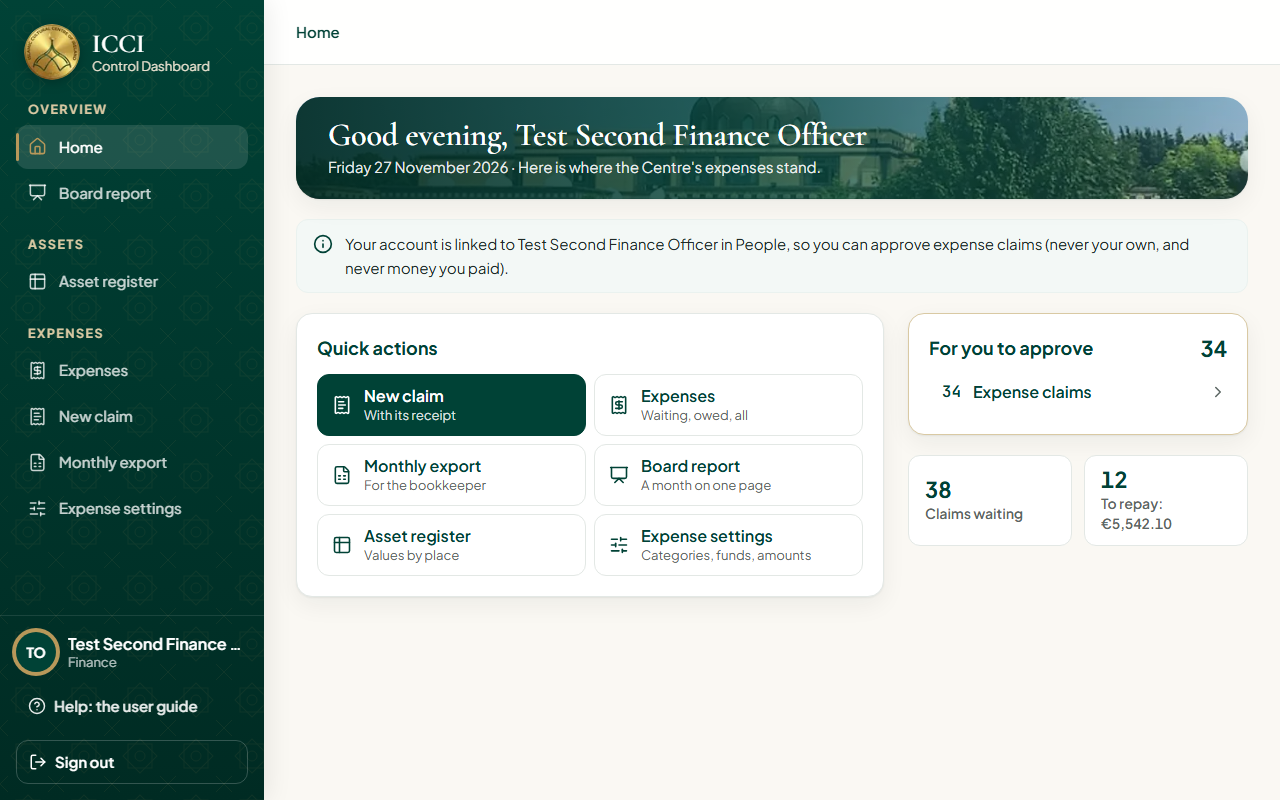 ICCI
Control Dashboard
OVERVIEW
Home
Board report
ASSETS
Asset register
EXPENSES
Expenses
New claim
Monthly export
Expense settings
TO
Test Second Finance ...
Finance
Help: the user guide
Sign out
Home
Good evening, Test Second Finance Officer
Friday 27 November 2026 · Here is where the Centre's expenses stand.
Your account is linked to Test Second Finance Officer in People, so you can approve expense claims (never your own, and
never money you paid).
Quick actions
New claim
With its receipt
Expenses
Waiting, owed, all
Monthly export
For the bookkeeper
Board report
A month on one page
Asset register
Values by place
Expense settings
Categories, funds, amounts
For you to approve
34
34 Expense claims
38
Claims waiting
12
To repay:
€5,542.10